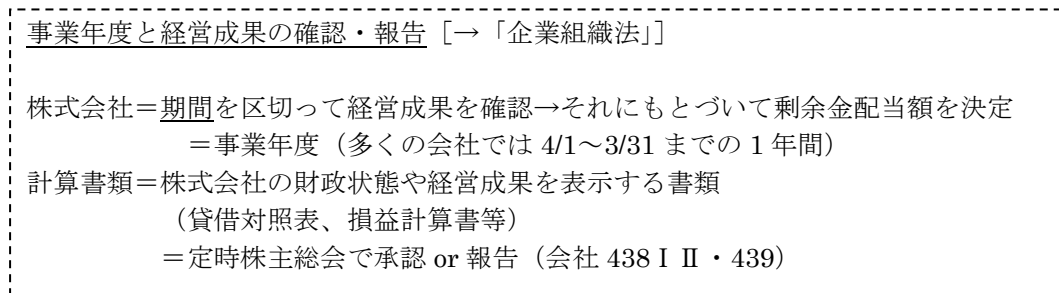 事業年度と経営成果の確認・報告［→「企業組織法」］
株式会社＝期間を区切って経営成果を確認→それにもとづいて剰余金配当額を決定
＝事業年度（多くの会社では 4/1～3/31 までの 1 年間）
計算書類＝株式会社の財政状態や経営成果を表示する書類
（貸借対照表、損益計算書等）
＝定時株主総会で承認 or 報告（会社 438ⅠⅡ・439）